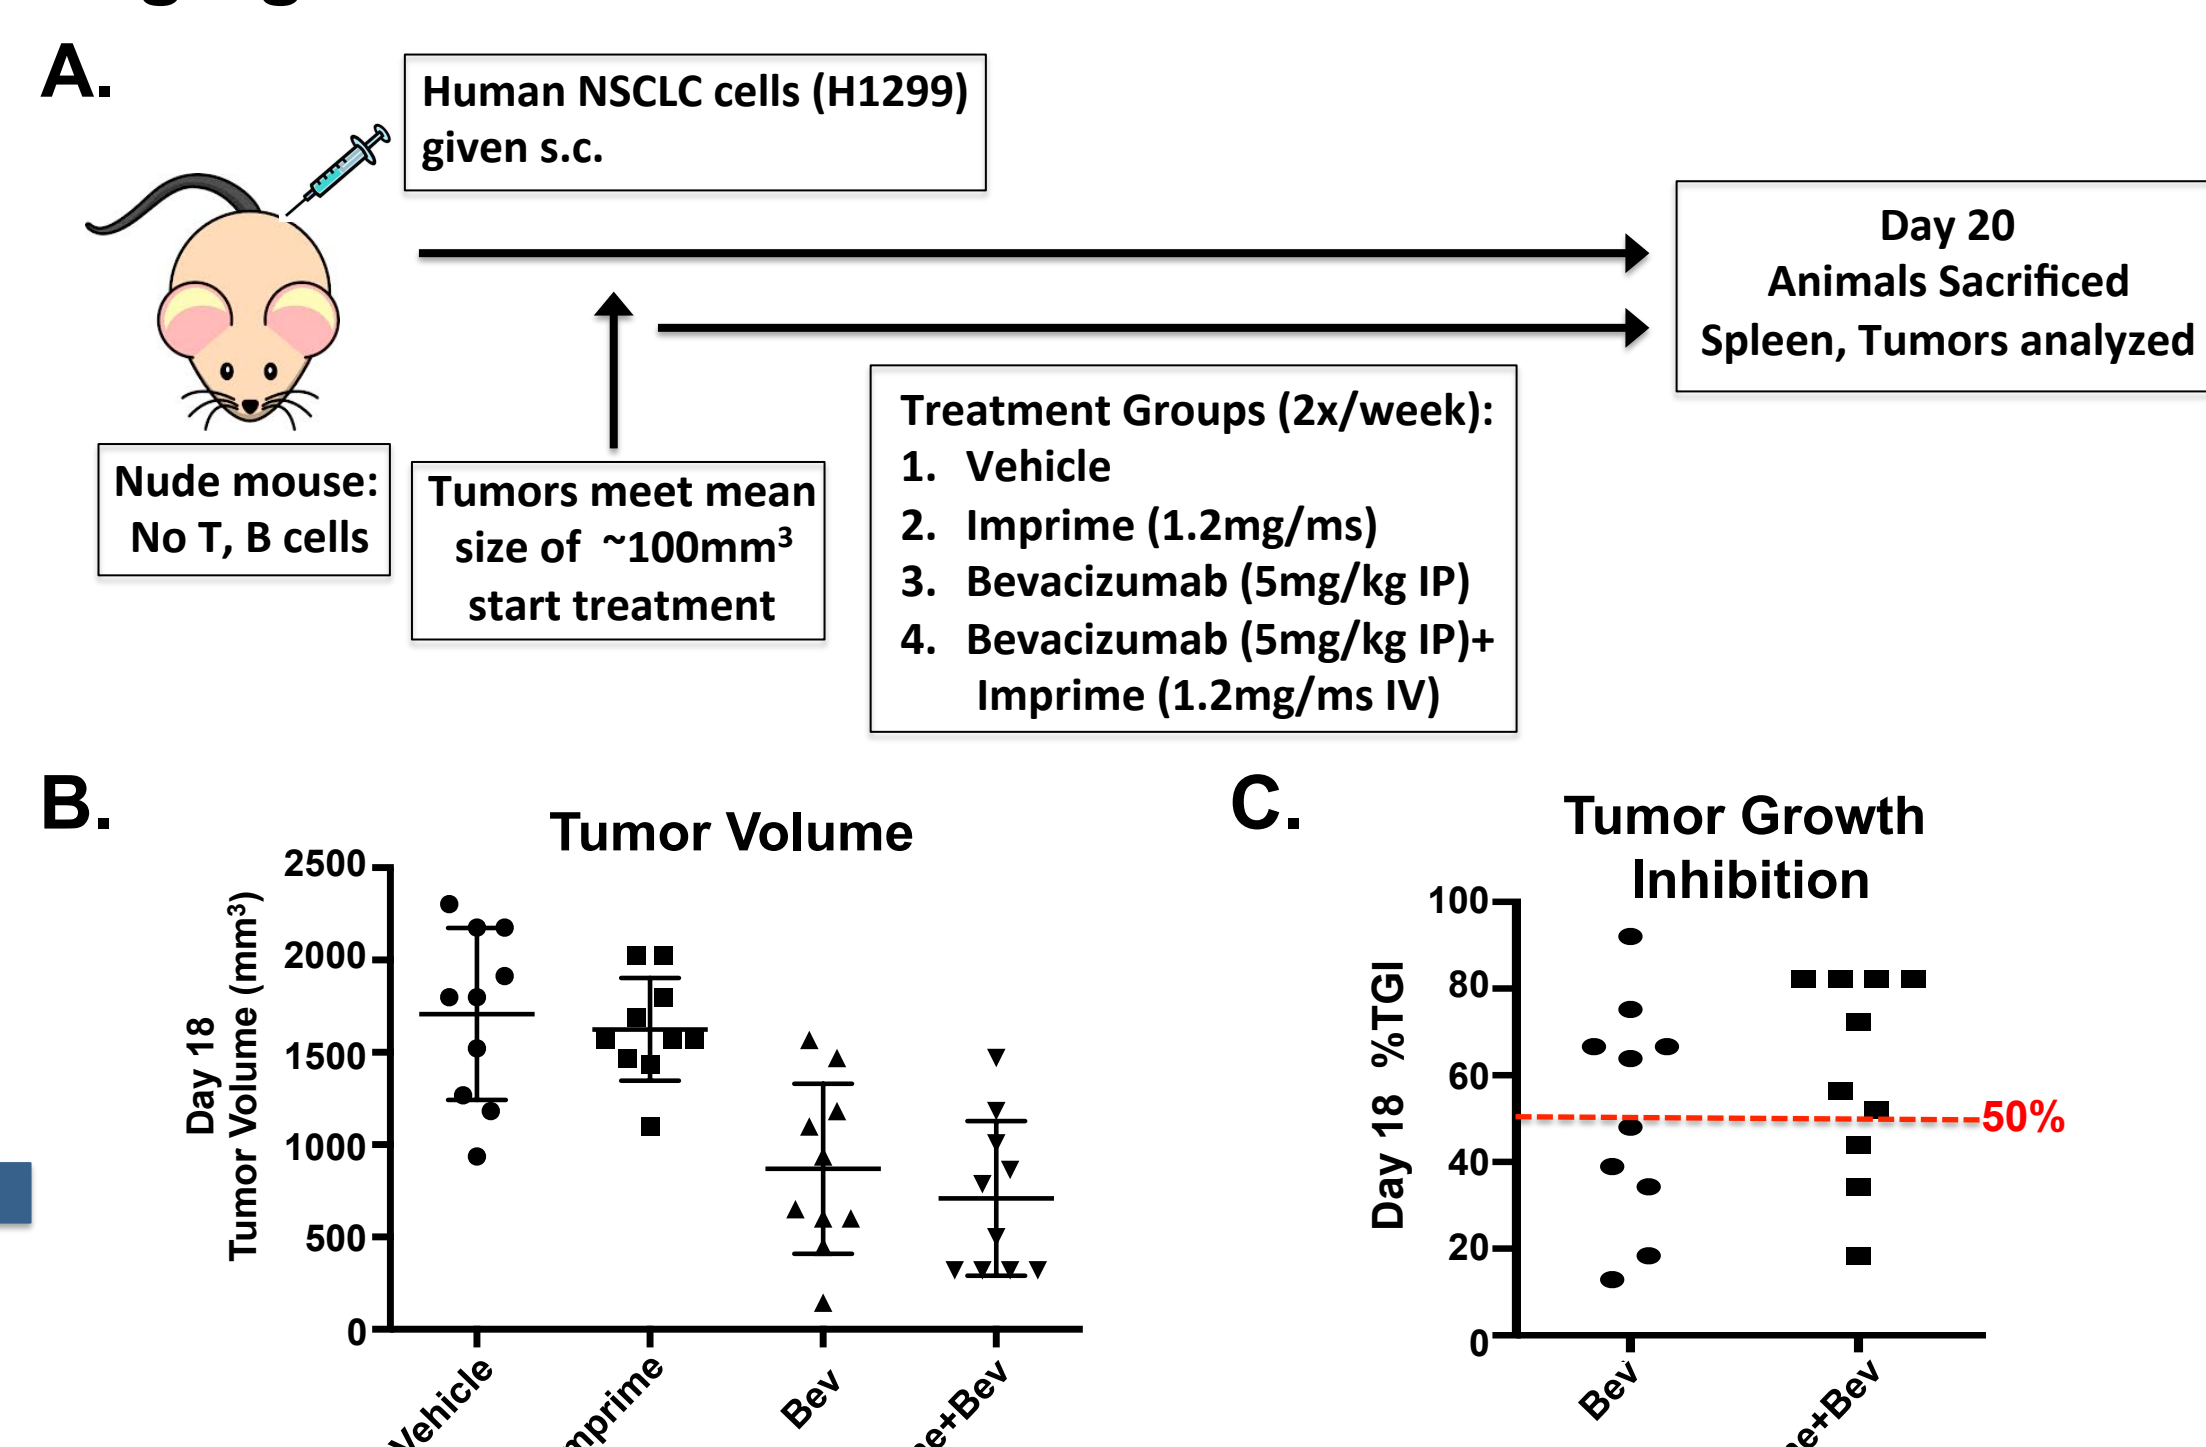 A.
Human NSCLC cells (H1299)
given s.c.
Day 20
Animals Sacrificed
Spleen, Tumors analyzed
Nude mouse:
No T, B cells
Tumors meet mean
size of ~100mm³
start treatment
Treatment Groups (2x/week):
1. Vehicle
2. Imprime (1.2mg/ms)
3. Bevacizumab (5mg/kg IP)
4. Bevacizumab (5mg/kg IP)+
Imprime (1.2mg/ms IV)
B.
Tumor Volume
Day 18
Tumor Volume (mm³)
2500
2000
1500
1000
500
0
Vehicle
mprime
Bev
e+Bev
C.
Tumor Growth
Inhibition
Day 18 %TGI
100
80
60
40
20
0
50%
Bev
e+Bev